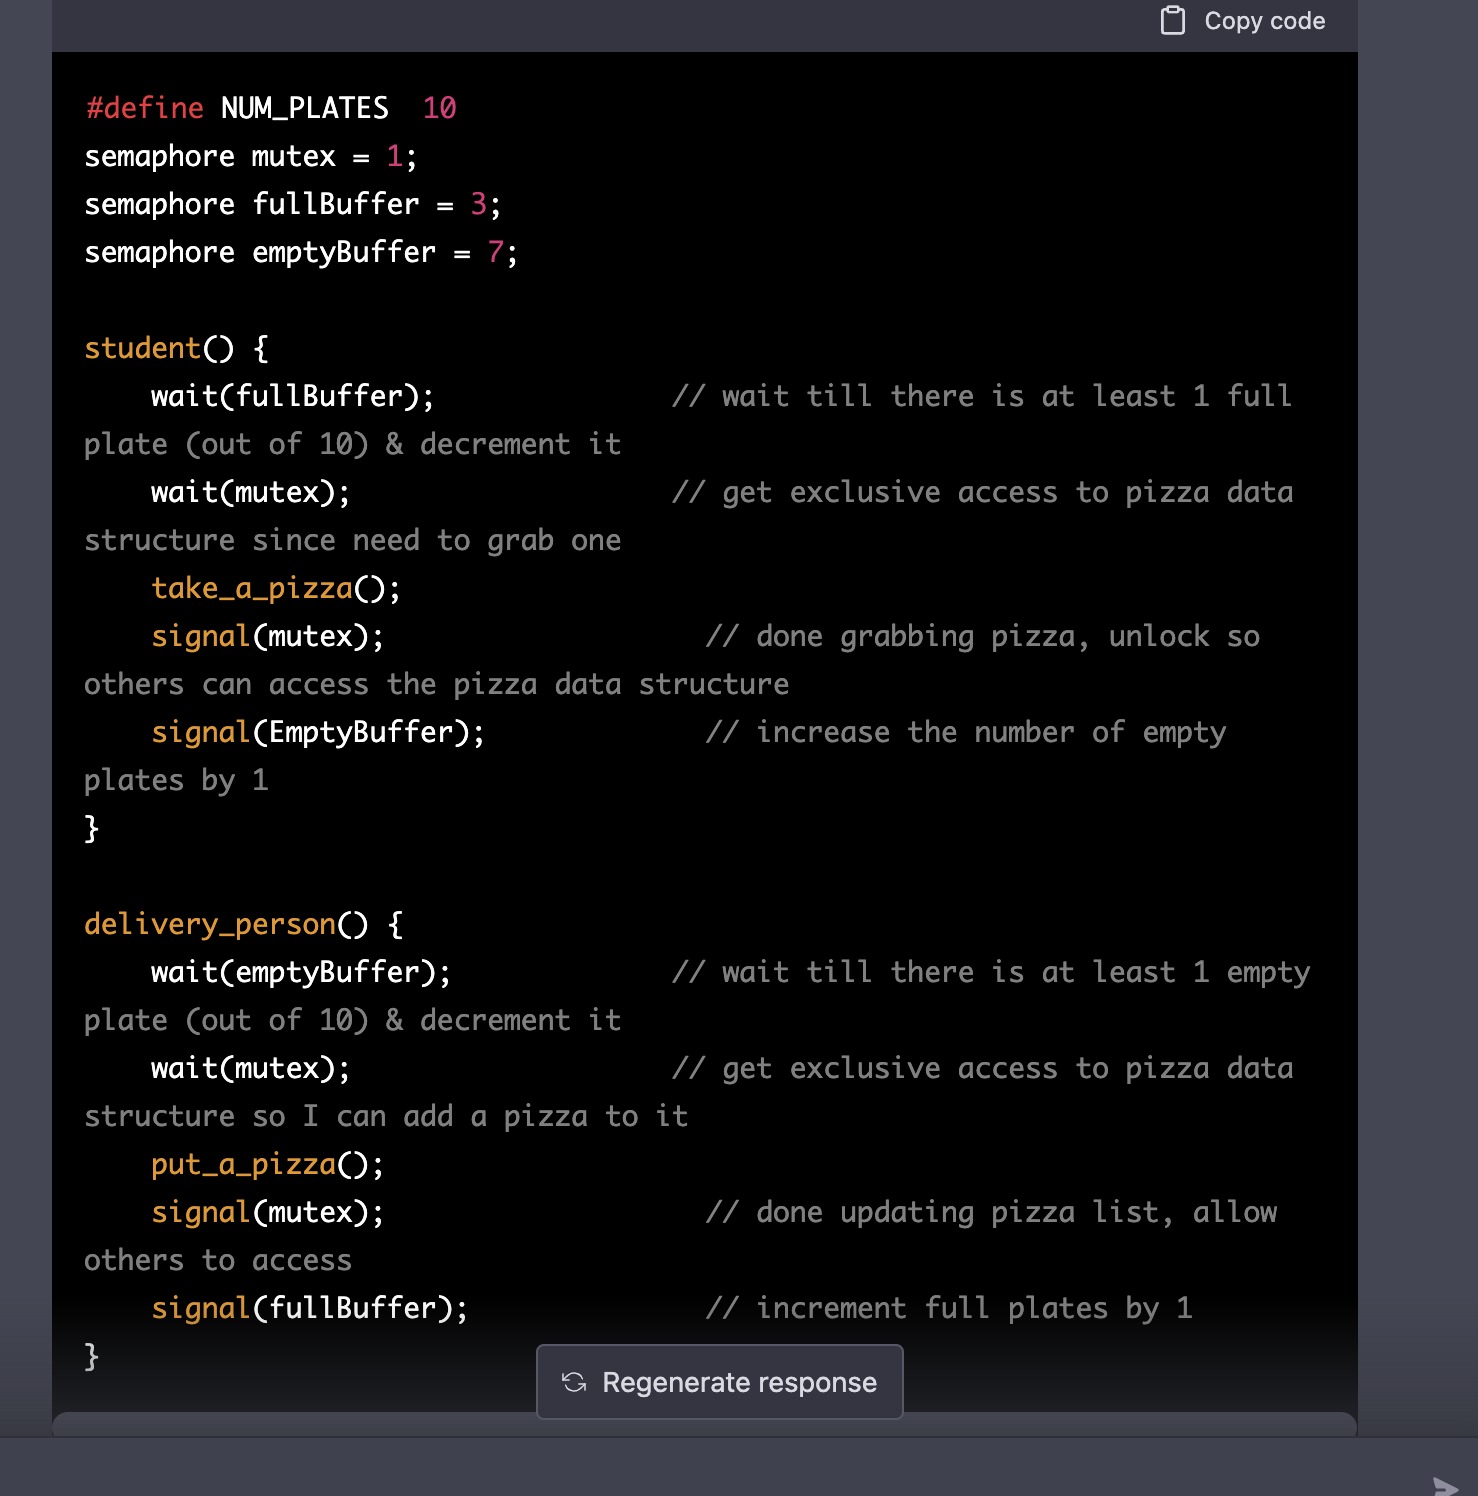 Copy code
#define NUM_PLATES  10
semaphore mutex = 1;
semaphore fullBuffer = 3;
semaphore emptyBuffer = 7;
student() {
    wait(fullBuffer);              // wait till there is at least 1 full
plate (out of 10) & decrement it
    wait(mutex);                   // get exclusive access to pizza data
structure since need to grab one
    take_a_pizza();
    signal(mutex);                   // done grabbing pizza, unlock so
others can access the pizza data structure
    signal(EmptyBuffer);             // increase the number of empty
plates by 1
}
delivery_person() {
    wait(emptyBuffer);             // wait till there is at least 1 empty
plate (out of 10) & decrement it
    wait(mutex);                   // get exclusive access to pizza data
structure so I can add a pizza to it
    put_a_pizza();
    signal(mutex);                   // done updating pizza list, allow
others to access
    signal(fullBuffer);              // increment full plates by 1
}
Regenerate response